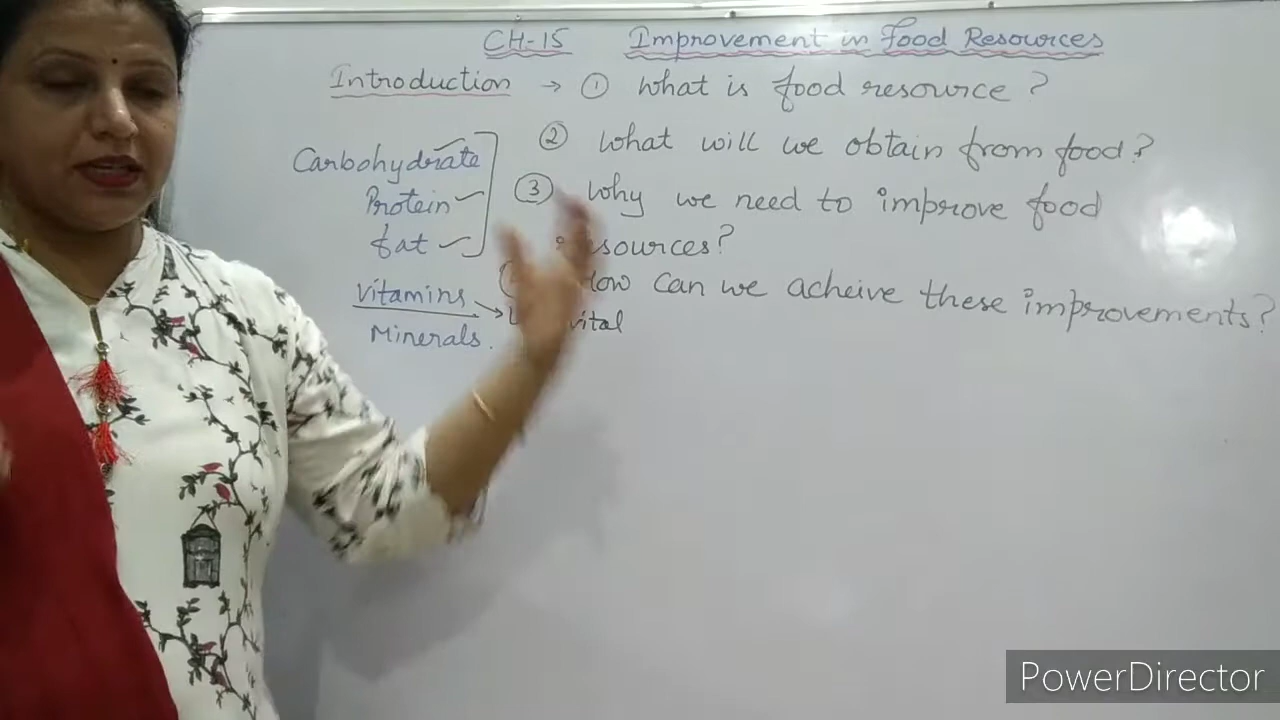 CH-15 Improvement in Food Resources
Introduction → ① What is food resource?
② What will we obtain from food?
③ Why we need to improve food
resources?
How can we acheive these improvements?
Carbohydrate
Protein
fat
Vitamins
Minerals.
vital
PowerDirector